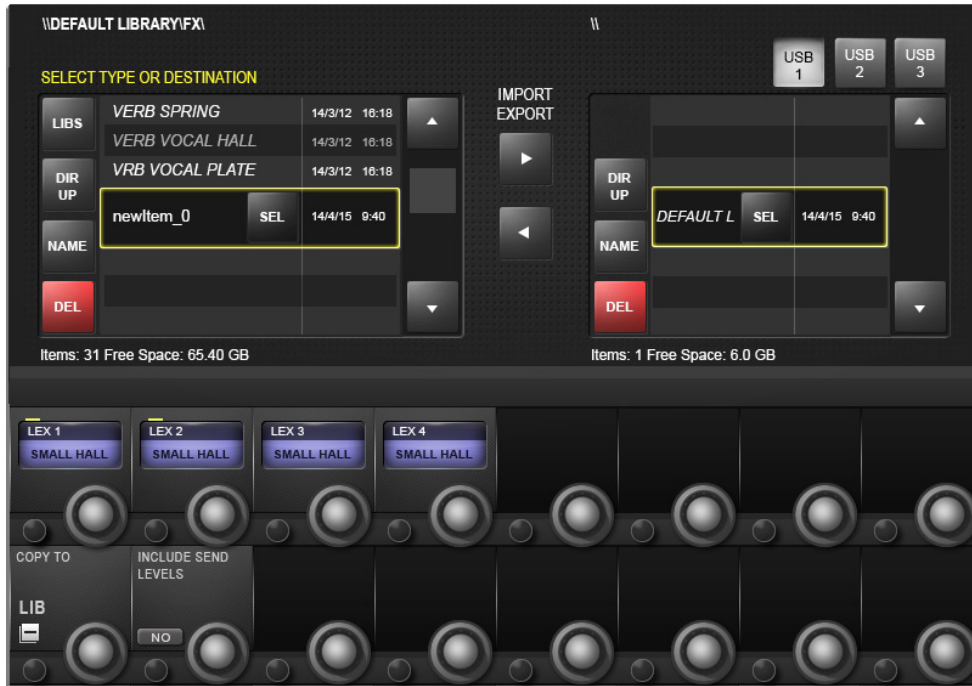 \\DEFAULT LIBRARY\FX\
\\
USB 1
USB 2
USB 3
SELECT TYPE OR DESTINATION
IMPORT
EXPORT
LIBS
VERB SPRING 14/3/12 16:18
VERB VOCAL HALL 14/3/12 16:18
DIR UP
VRB VOCAL PLATE 14/3/12 16:18
newItem_0 SEL 14/4/15 9:40
NAME
DEL
DIR UP
DEFAULT L SEL 14/4/15 9:40
NAME
DEL
Items: 31 Free Space: 65.40 GB
Items: 1 Free Space: 6.0 GB
LEX 1
SMALL HALL
LEX 2
SMALL HALL
LEX 3
SMALL HALL
LEX 4
SMALL HALL
COPY TO
LIB
INCLUDE SEND
LEVELS
NO